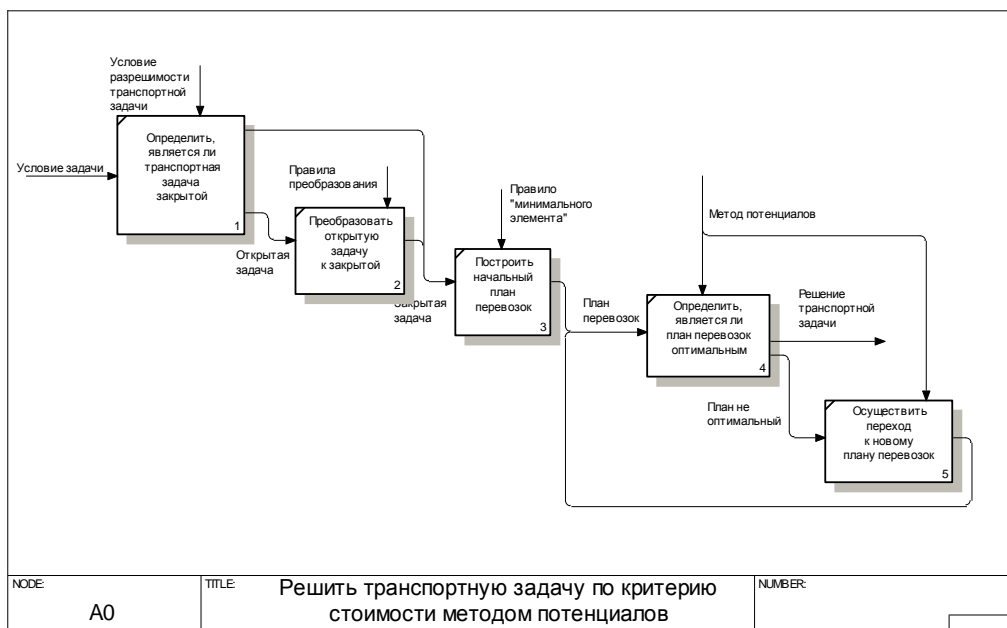 Условие
разрешимости
транспортной
задачи
Условие задачи
Определить,
является ли
транспортная
задача
закрытой
1
Открытая
задача
Правила
преобразования
Преобразовать
открытую
задачу
к закрытой
2
Закрытая
задача
Правило
"минимального
элемента"
Построить
начальный
план
перевозок
3
План
перевозок
Метод потенциалов
Определить,
является ли
план перевозок
оптимальным
4
Решение
транспортной
задачи
План не
оптимальный
Осуществить
переход
к новому
плану перевозок
5
NODE:
A0
TITLE:
Решить транспортную задачу по критерию
стоимости методом потенциалов
NUMBER: